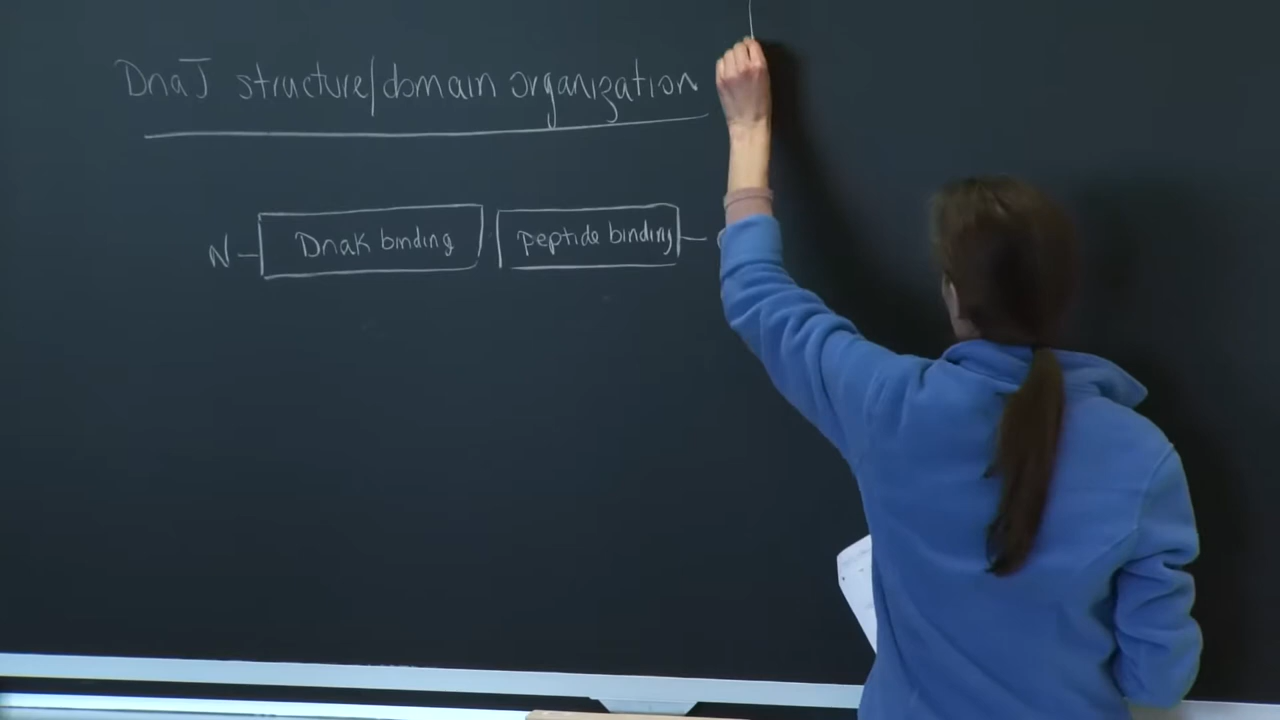 DnaJ structure/domain organization
N- DnaK binding peptide binding -